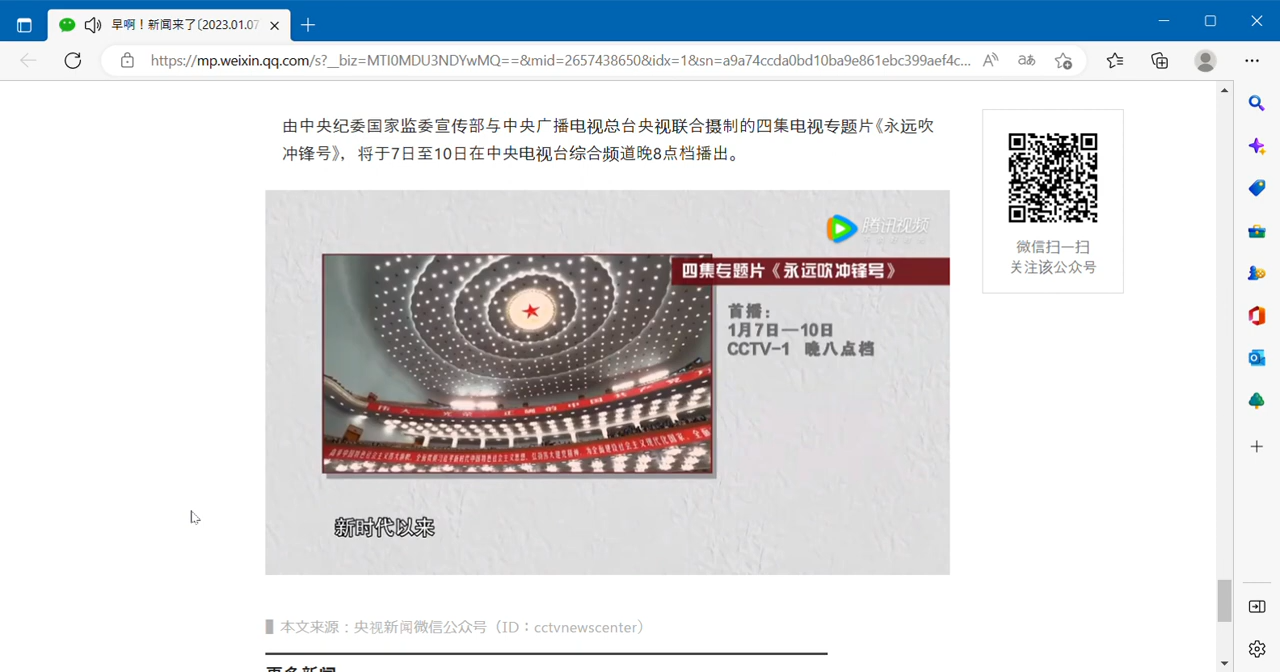 早啊！新闻来了〔2023.01.07
https://mp.weixin.qq.com/s?__biz=MTI0MDU3NDYwMQ==&mid=2657438650&idx=1&sn=a9a74ccda0bd10ba9e861ebc399aef4c...
由中央纪委国家监委宣传部与中央广播电视总台央视联合摄制的四集电视专题片《永远吹
冲锋号》，将于7日至10日在中央电视台综合频道晚8点档播出。
微信扫一扫
关注该公众号
腾讯视频
四集专题片《永远吹冲锋号》
首播：
1月7日—10日
CCTV-1 晚八点档
新时代以来
本文来源：央视新闻微信公众号（ID：cctvnewscenter）
更多新闻